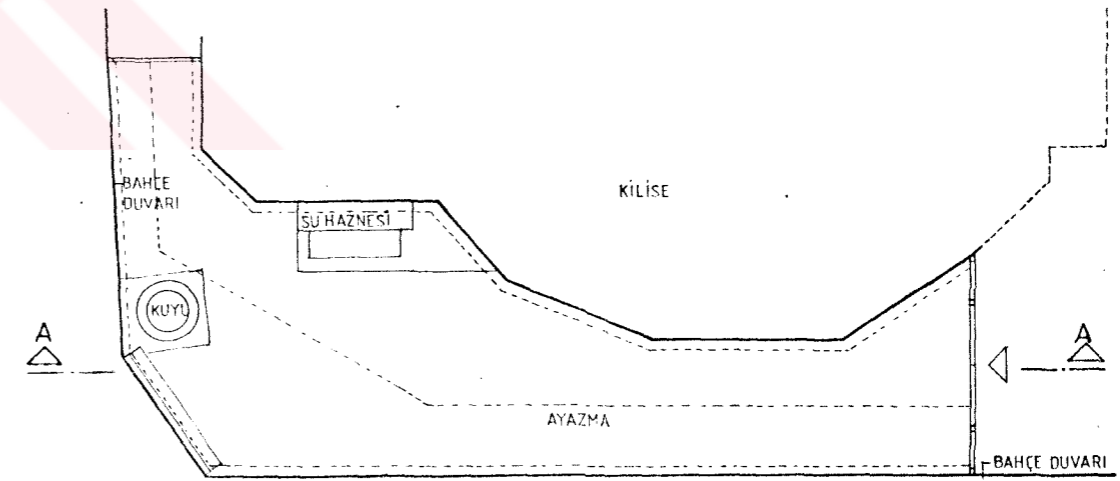 BAHÇE
DUVARI
SU HAZNESİ
KİLİSE
KUYU
A
A
AYAZMA
BAHÇE DUVARI